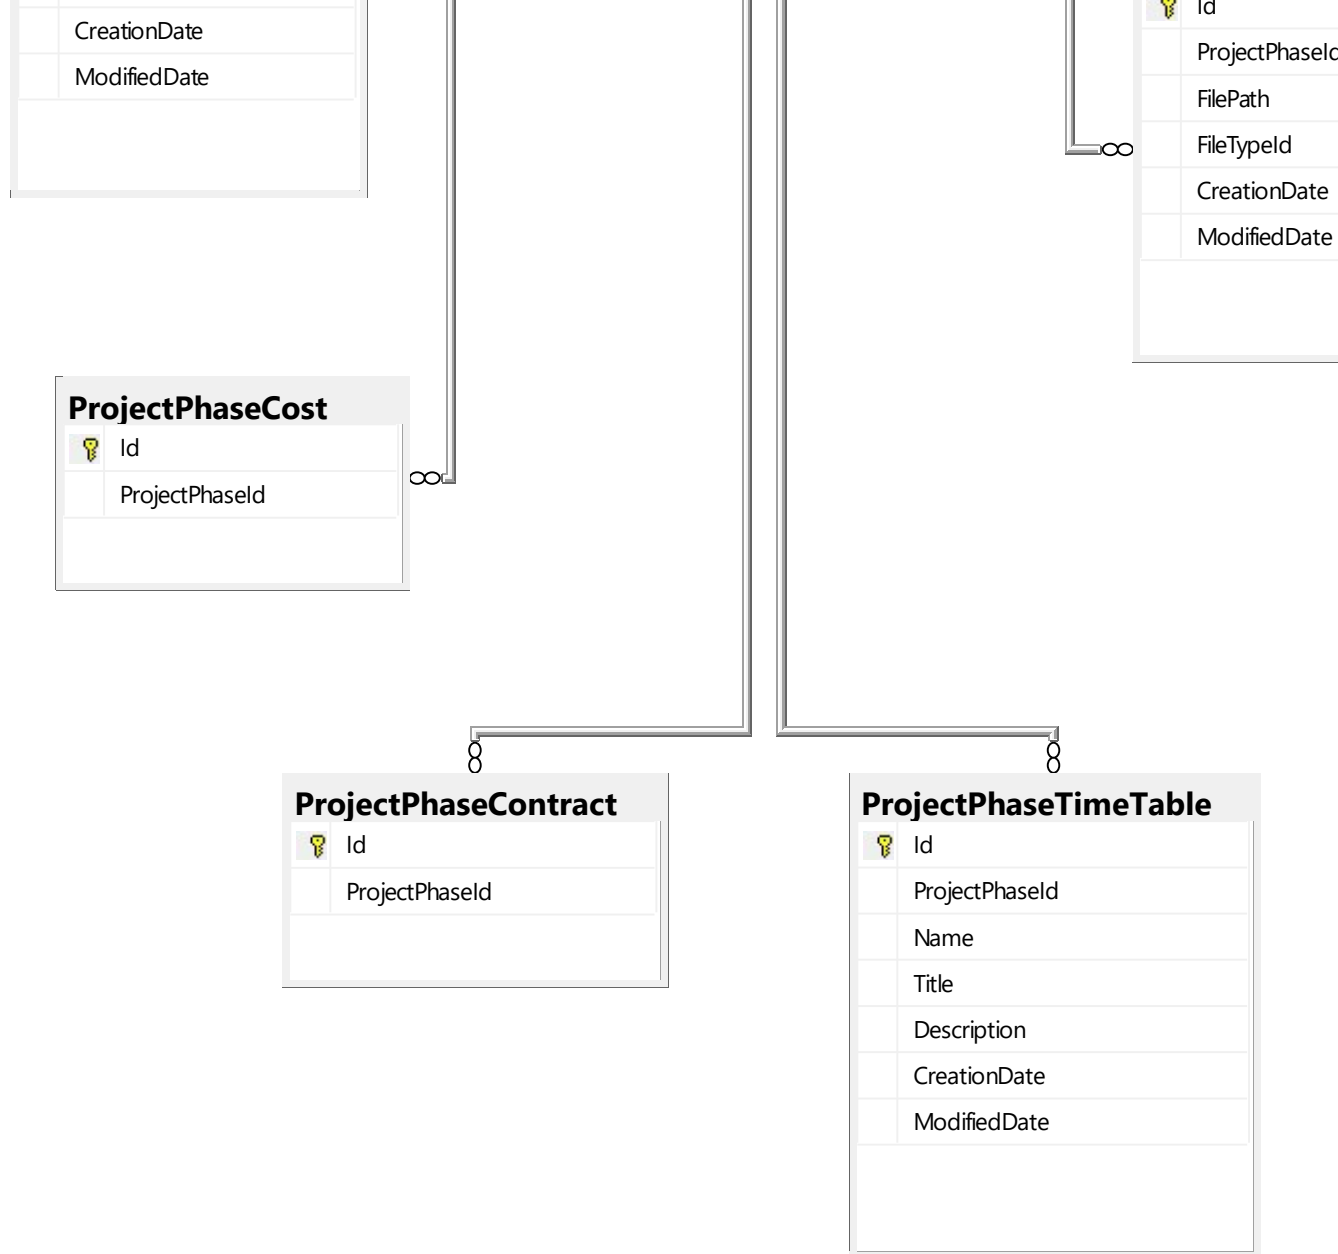 CreationDate
ModifiedDate
Id
ProjectPhaseId
FilePath
FileTypeId
CreationDate
ModifiedDate
ProjectPhaseCost
Id
ProjectPhaseId
ProjectPhaseContract
Id
ProjectPhaseId
ProjectPhaseTimeTable
Id
ProjectPhaseId
Name
Title
Description
CreationDate
ModifiedDate